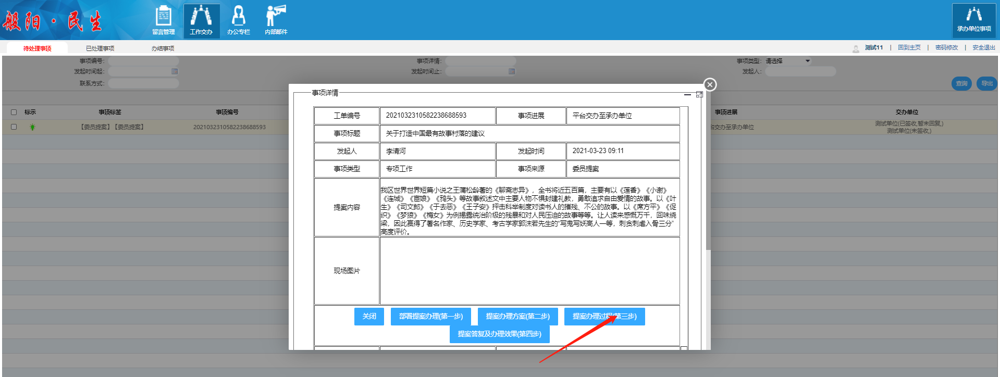 般阳·民生
留言管理 工作交办 办公专栏 内部邮件
承办单位事项
待处理事项 已处理事项 办结事项
测试11 | 回到主页 | 密码修改 | 安全退出
事项编号: 事项详情: 事项类型: 请选择
发起时间起: 发起时间止: 发起人:
联系方式:
查询 导出
标示 事项标签 事项编号 事项进展 交办单位
【委员提案】【委员提案】 2021032310582238688593 台交办至承办单位 测试单位(已签收,暂未回复,)
测试单位(未签收,)
事项详情
工单编号 2021032310582238688593 事项进展 平台交办至承办单位
事项标题 关于打造中国最有故事村落的建议
发起人 李清河 发起时间 2021-03-23 09:11
事项类型 专项工作 事项来源 委员提案
提案内容
我区世界世界短篇小说之王蒲松龄著的《聊斋志异》，全书将近五百篇，主要有以《莲香》《小谢》
《连城》《宦娘》《鸦头》等故事叙述文中主要人物不惧封建礼教，勇敢追求自由爱情的故事。以《叶
生》《司文郎》《于去恶》《王子安》抨击科举制度对读书人的摧残、不公的故事。以《席方平》《促
织》《梦狼》《梅女》为例揭露统治阶级的残暴和对人民压迫的故事等等。让人读来感慨万千，回味绕
梁，因此赢得了著名作家、历史学家、考古学家郭沫若先生的“写鬼写妖高人一等，刺贪刺虐入骨三分”
高度评价。
现场图片
关闭 部署提案办理(第一步) 提案办理方案(第二步) 提案办理过程(第三步)
提案答复及办理效果(第四步)